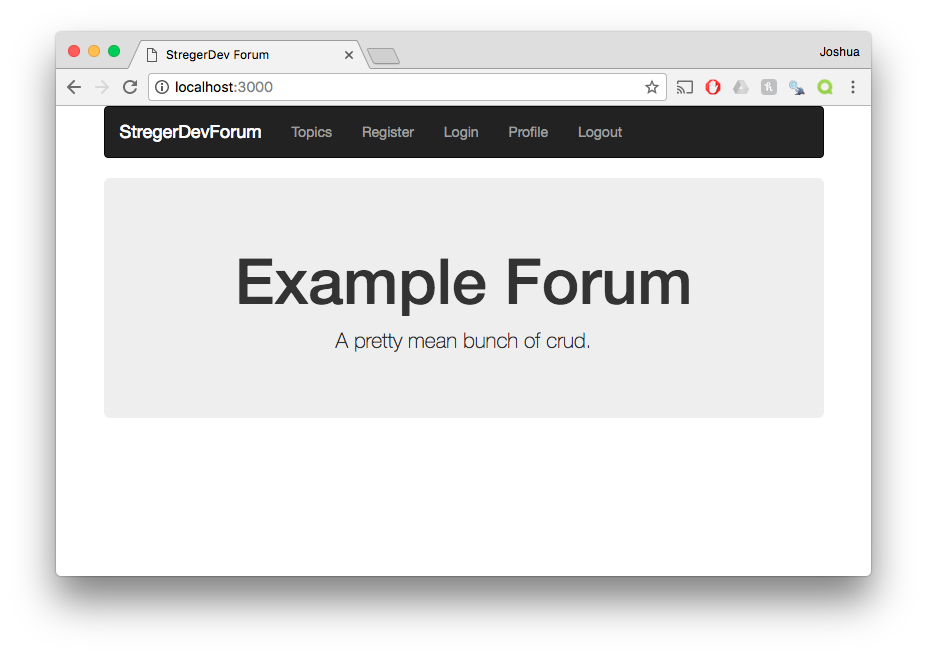 StregerDev Forum
Joshua
localhost:3000
StregerDevForum Topics Register Login Profile Logout
Example Forum
A pretty mean bunch of crud.